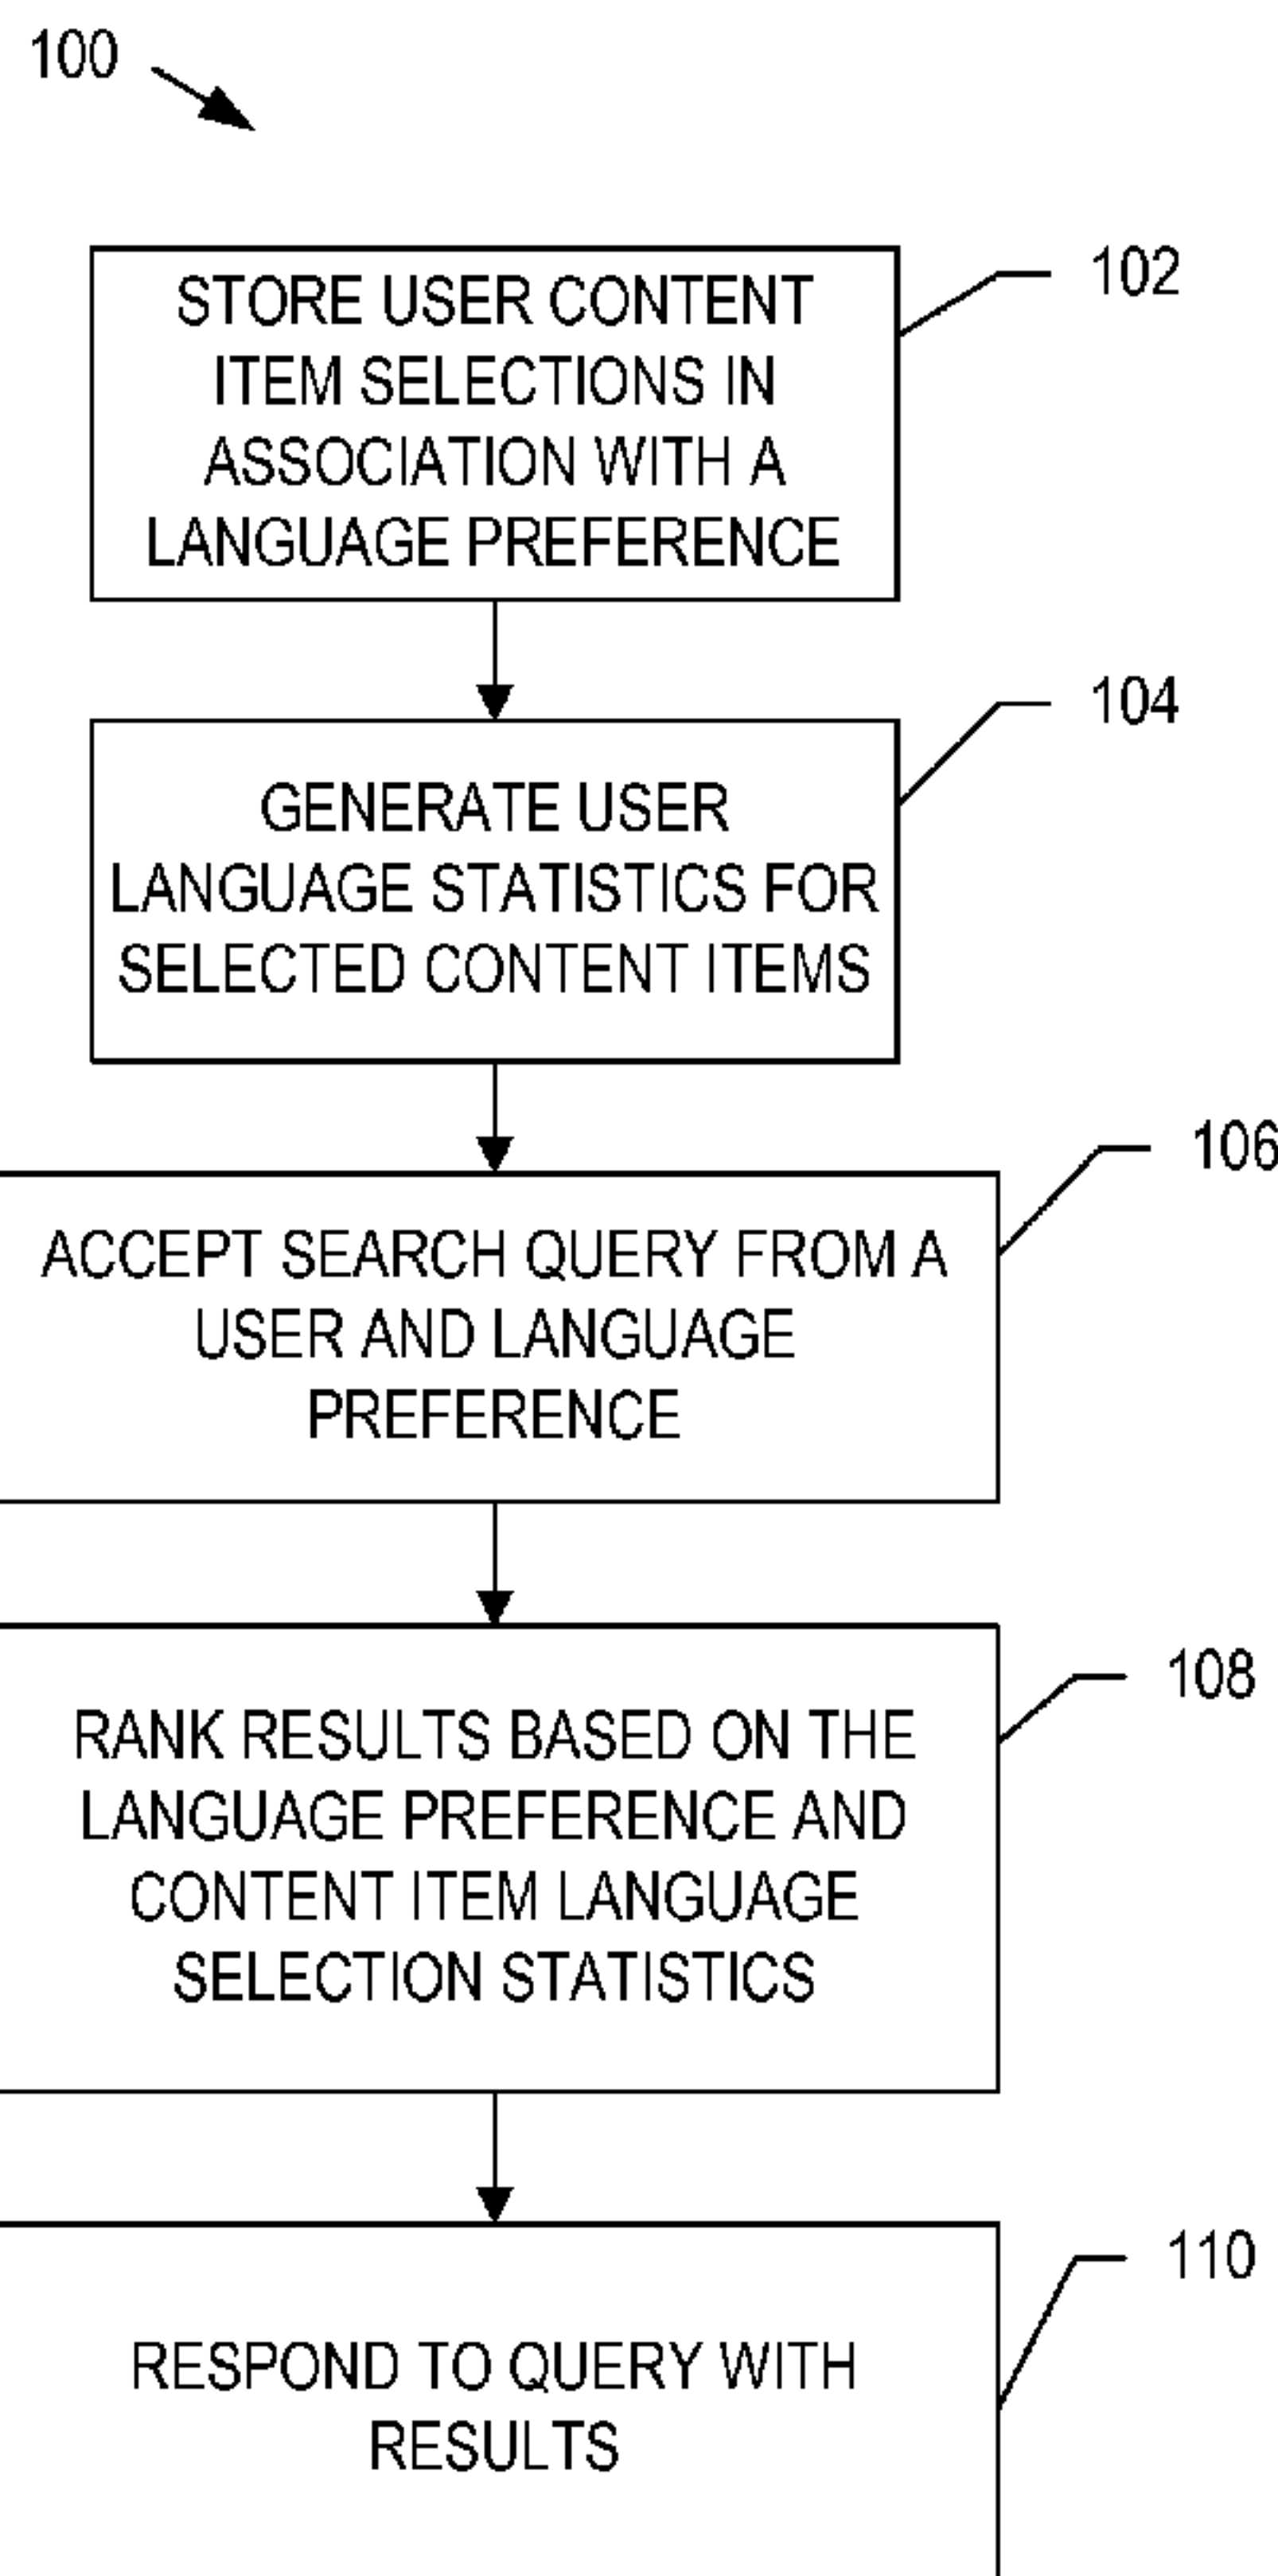 100
102
STORE USER CONTENT
ITEM SELECTIONS IN
ASSOCIATION WITH A
LANGUAGE PREFERENCE
104
GENERATE USER
LANGUAGE STATISTICS FOR
SELECTED CONTENT ITEMS
106
ACCEPT SEARCH QUERY FROM A
USER AND LANGUAGE
PREFERENCE
108
RANK RESULTS BASED ON THE
LANGUAGE PREFERENCE AND
CONTENT ITEM LANGUAGE
SELECTION STATISTICS
110
RESPOND TO QUERY WITH
RESULTS